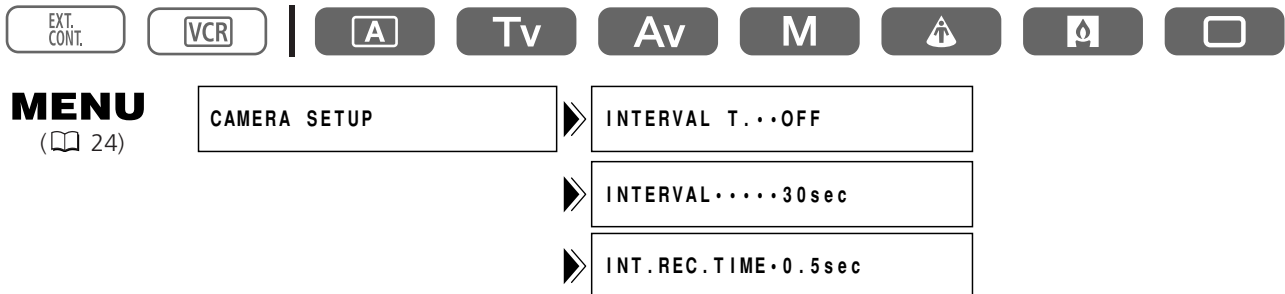 EXT.
CONT.
VCR
A
Tv
Av
M
MENU
( 24)
CAMERA SETUP
INTERVAL T.··OFF
INTERVAL·····30sec
INT.REC.TIME·0.5sec